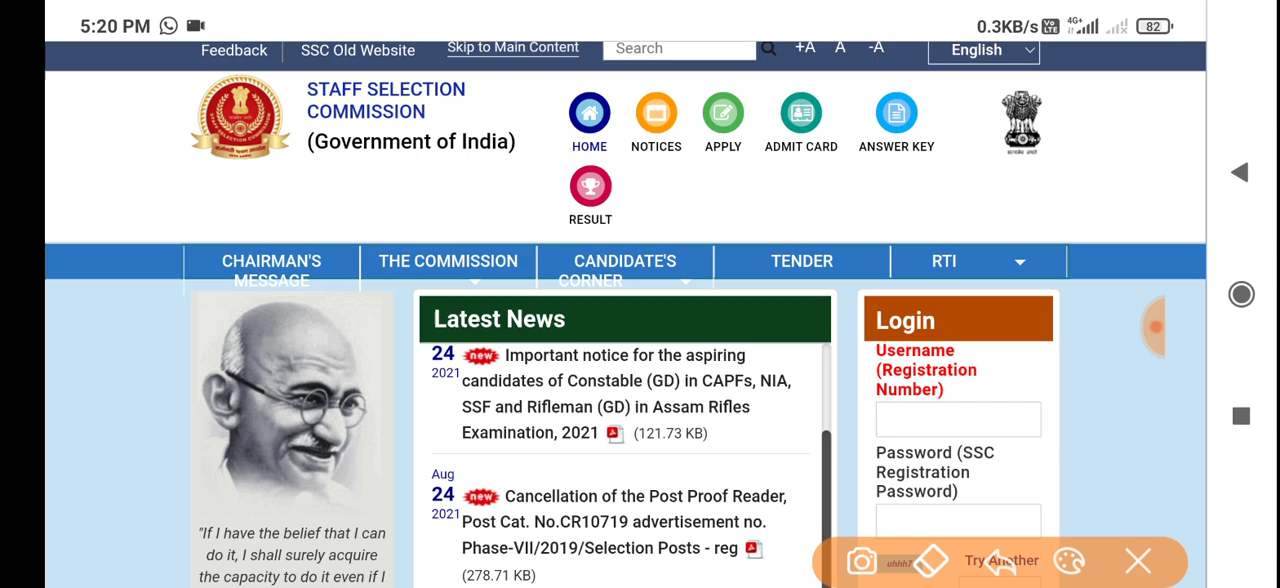 5:20 PM
0.3KB/s VO LTE 4G+ 82
Feedback SSC Old Website Skip to Main Content Search +A A -A English
STAFF SELECTION
COMMISSION
(Government of India)
HOME NOTICES APPLY ADMIT CARD ANSWER KEY
RESULT
CHAIRMAN'S
MESSAGE
THE COMMISSION
CANDIDATE'S
CORNER
TENDER
RTI
"If I have the belief that I can
do it, I shall surely acquire
the capacity to do it even if I
Latest News
24
2021
new Important notice for the aspiring
candidates of Constable (GD) in CAPFs, NIA,
SSF and Rifleman (GD) in Assam Rifles
Examination, 2021 (121.73 KB)
Aug
24
2021
new Cancellation of the Post Proof Reader,
Post Cat. No.CR10719 advertisement no.
Phase-VII/2019/Selection Posts - reg
(278.71 KB)
Login
Username
(Registration
Number)
Password (SSC
Registration
Password)
uhhh7 Try Another